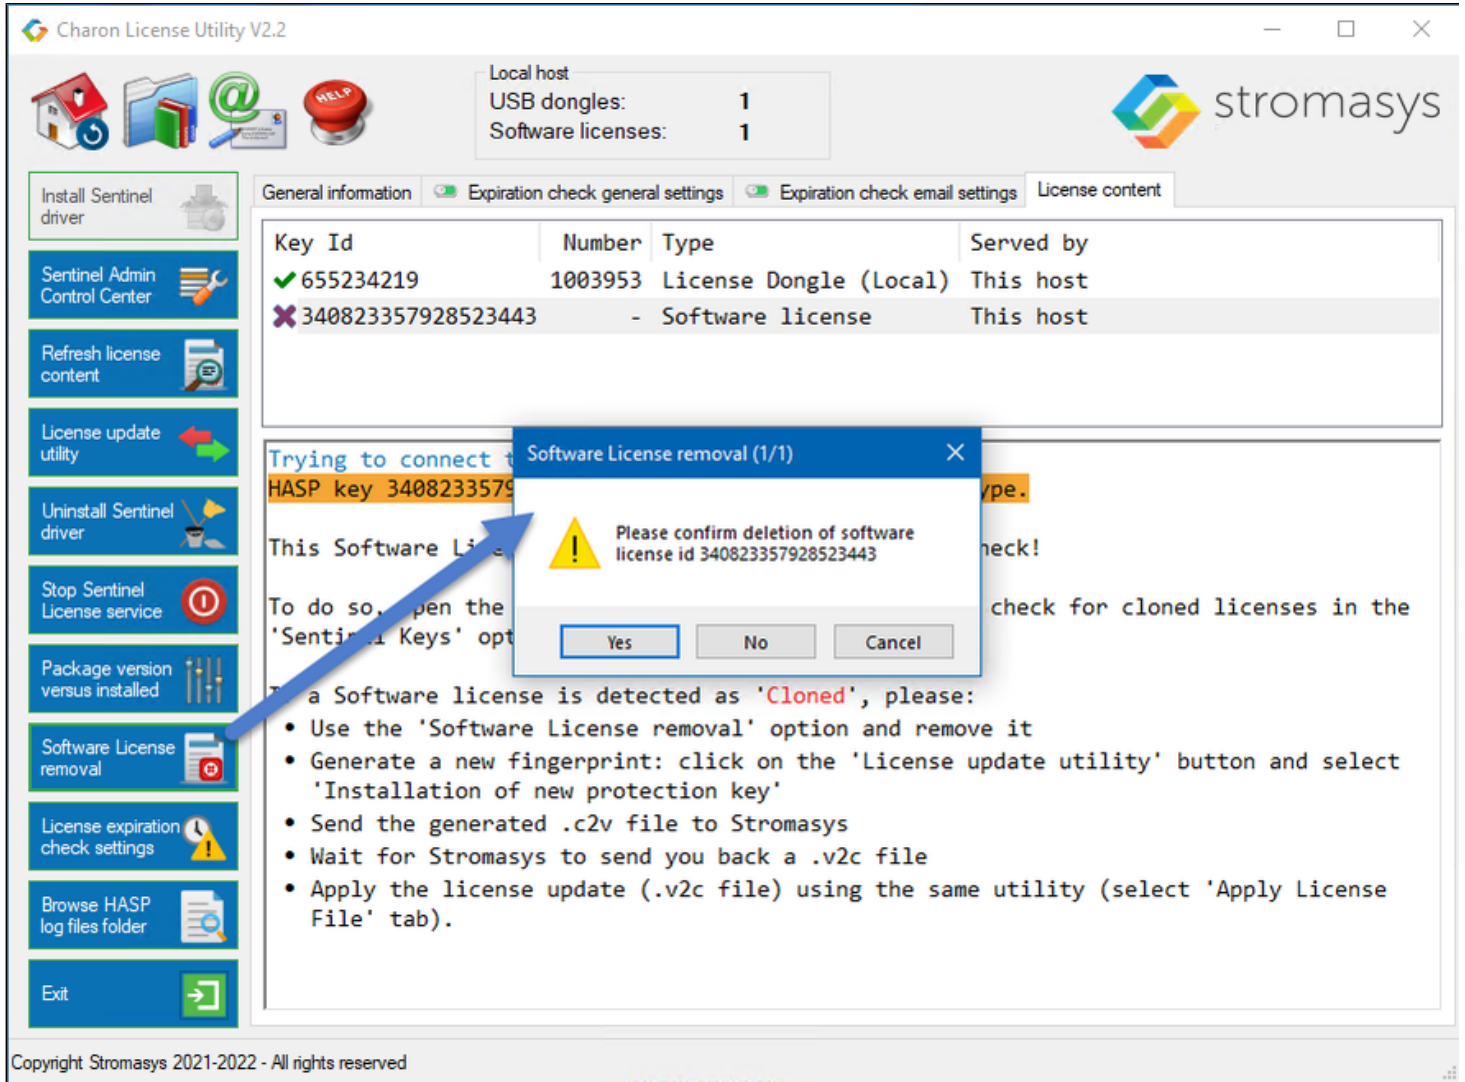 Charon License Utility V2.2
HELP
Local host
USB dongles: 1
Software licenses: 1
stromasys
Install Sentinel
driver
Sentinel Admin
Control Center
Refresh license
content
License update
utility
Uninstall Sentinel
driver
Stop Sentinel
License service
Package version
versus installed
Software License
removal
License expiration
check settings
Browse HASP
log files folder
Exit
General information Expiration check general settings Expiration check email settings License content
Key Id Number Type Served by
655234219 1003953 License Dongle (Local) This host
340823357928523443 - Software license This host
Trying to connect
HASP key 3408233579 ype.
This Software heck!
To do so, open the check for cloned licenses in the
'Sentinel Keys' opt
a Software license is detected as 'Cloned', please:
• Use the 'Software License removal' option and remove it
• Generate a new fingerprint: click on the 'License update utility' button and select
'Installation of new protection key'
• Send the generated .c2v file to Stromasys
• Wait for Stromasys to send you back a .v2c file
• Apply the license update (.v2c file) using the same utility (select 'Apply License
File' tab).
Software License removal (1/1)
Please confirm deletion of software
license id 340823357928523443
Yes No Cancel
Copyright Stromasys 2021-2022 - All rights reserved